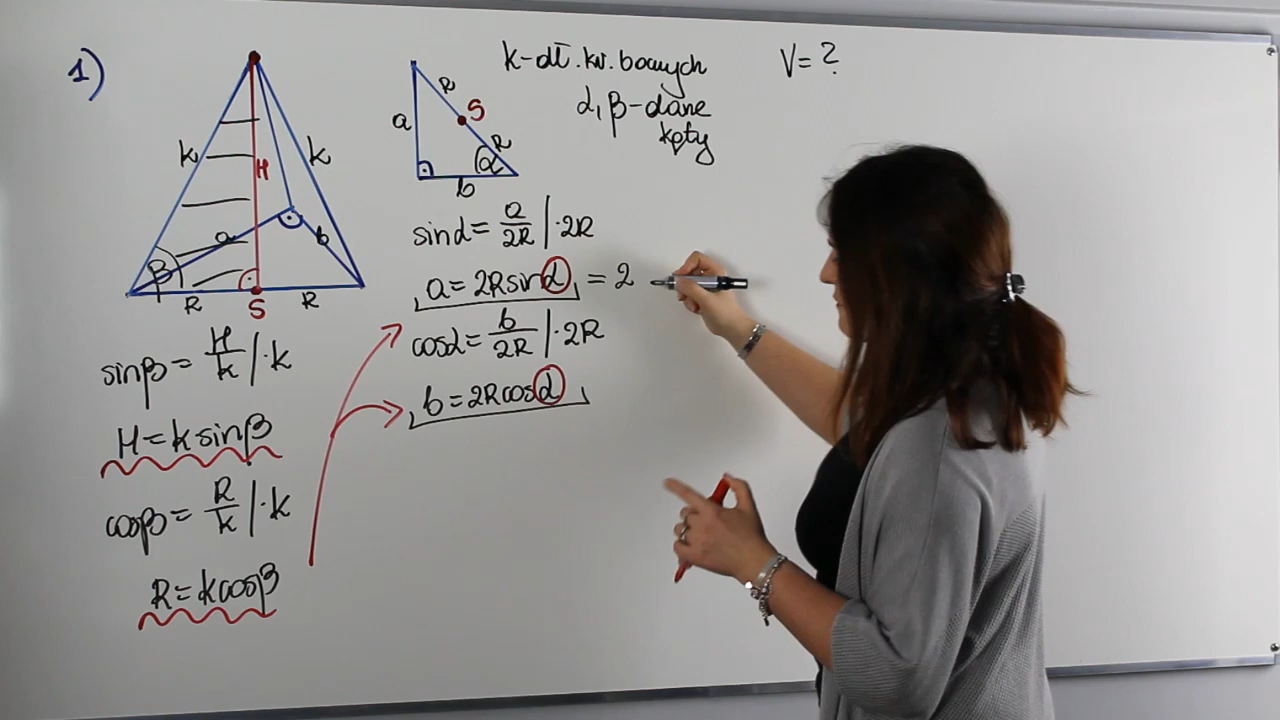 1)
k
k
H
a
b
β
R
R
S
R
S
a
R
α
b
k-dł. kr. bocznych
α, β-dane
kąty
V=?
sinα = a/2R |·2R
a = 2Rsinα = 2
cosα = b/2R |·2R
b = 2Rcosα
sinβ = H/k |·k
H = k sinβ
cosβ = R/k |·k
R = kcosβ